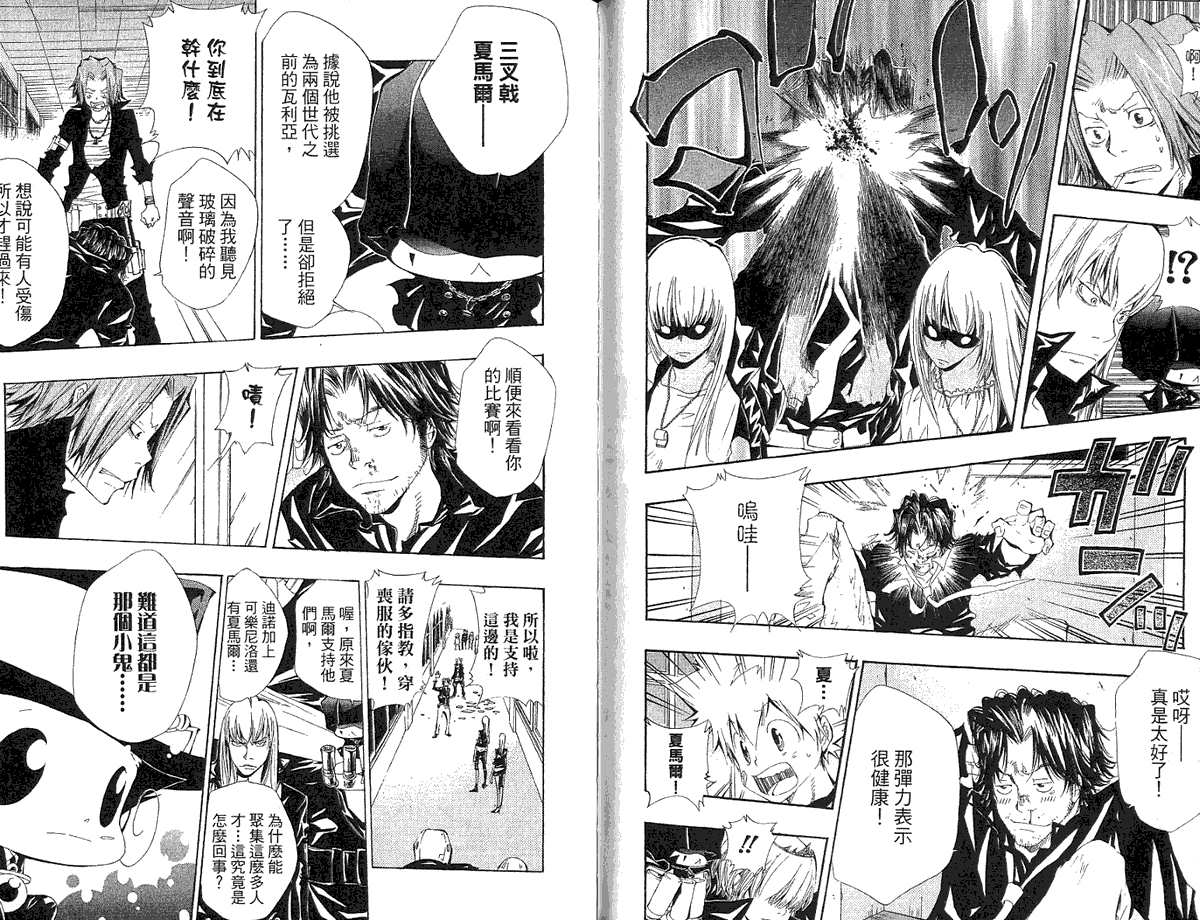 啊！
!?
ガバ
ー
ン
嗚哇—
哎呀—
真是太好了！
那彈力表示
很健康！
夏…
夏馬爾！
!!
三叉戟
夏馬爾——
據說他被挑選
為兩個世代之
前的瓦利亞，
但是卻拒絕
了……
你到底在
幹什麼！
因為我聽見
玻璃破碎的
聲音啊！
想說可能有人受傷
所以才趕過來！
順便來看看你
的比賽啊！
嘖！
所以啦，
我是支持
這邊的！
請多指教，穿
喪服的傢伙！
喔，原來夏
馬爾支持他
們啊，
迪諾加上
可樂尼洛還
有夏馬爾…
為什麼能
聚集這麼多人
才…這究竟是
怎麼回事？
難道這都是
那個小鬼……